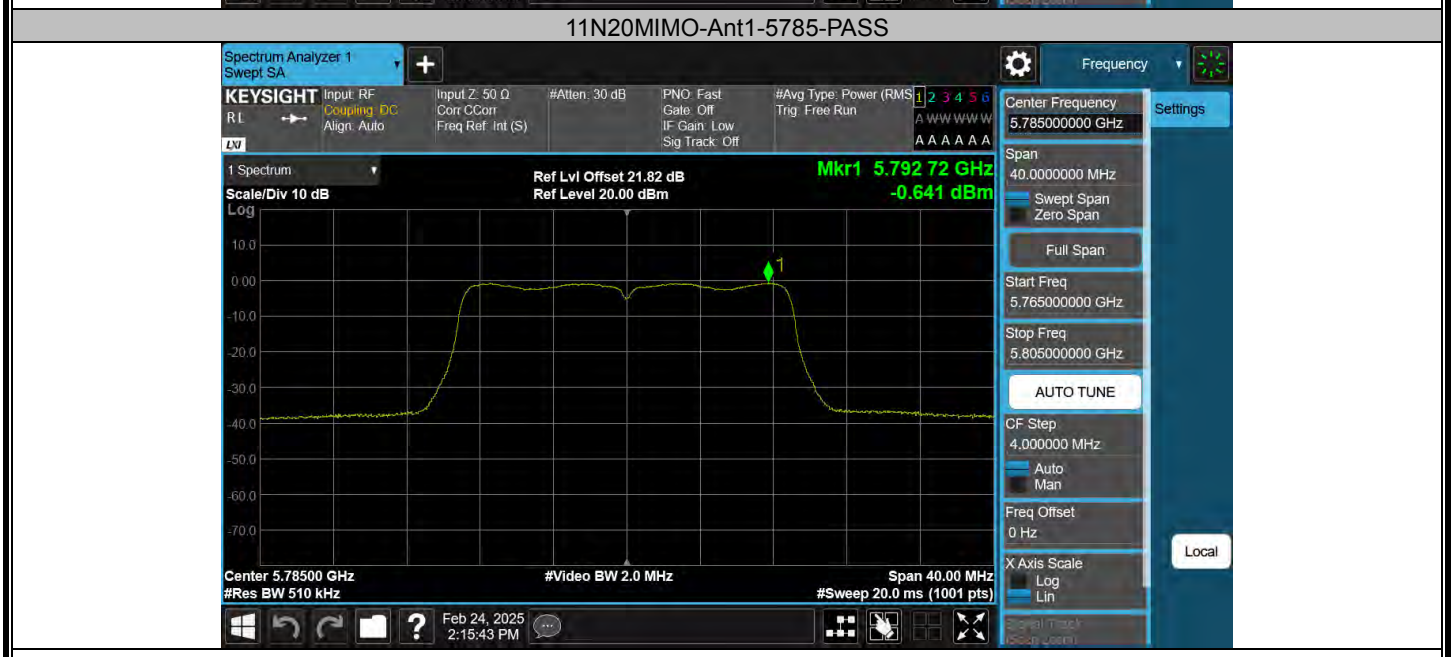 11N20MIMO-Ant1-5785-PASS
Spectrum Analyzer 1
Swept SA
Frequency
KEYSIGHT
RL
LXI
Input: RF
Coupling: DC
Align: Auto
Input Z: 50 Ω
Corr CCorr
Freq Ref: Int (S)
#Atten: 30 dB
PNO: Fast
Gate: Off
IF Gain: Low
Sig Track: Off
#Avg Type: Power (RMS
Trig: Free Run
1 2 3 4 5 6
A W W W W W
A A A A A A
Center Frequency
5.785000000 GHz
Settings
1 Spectrum
Scale/Div 10 dB
Log
Ref Lvl Offset 21.82 dB
Ref Level 20.00 dBm
Mkr1 5.792 72 GHz
-0.641 dBm
Span
40.0000000 MHz
Swept Span
Zero Span
Full Span
Start Freq
5.765000000 GHz
Stop Freq
5.805000000 GHz
AUTO TUNE
CF Step
4.000000 MHz
Auto
Man
Freq Offset
0 Hz
X Axis Scale
Log
Lin
Signal Track
Local
10.0
0.00
-10.0
-20.0
-30.0
-40.0
-50.0
-60.0
-70.0
1
Center 5.78500 GHz
#Res BW 510 kHz
#Video BW 2.0 MHz
Span 40.00 MHz
#Sweep 20.0 ms (1001 pts)
?
Feb 24, 2025
2:15:43 PM